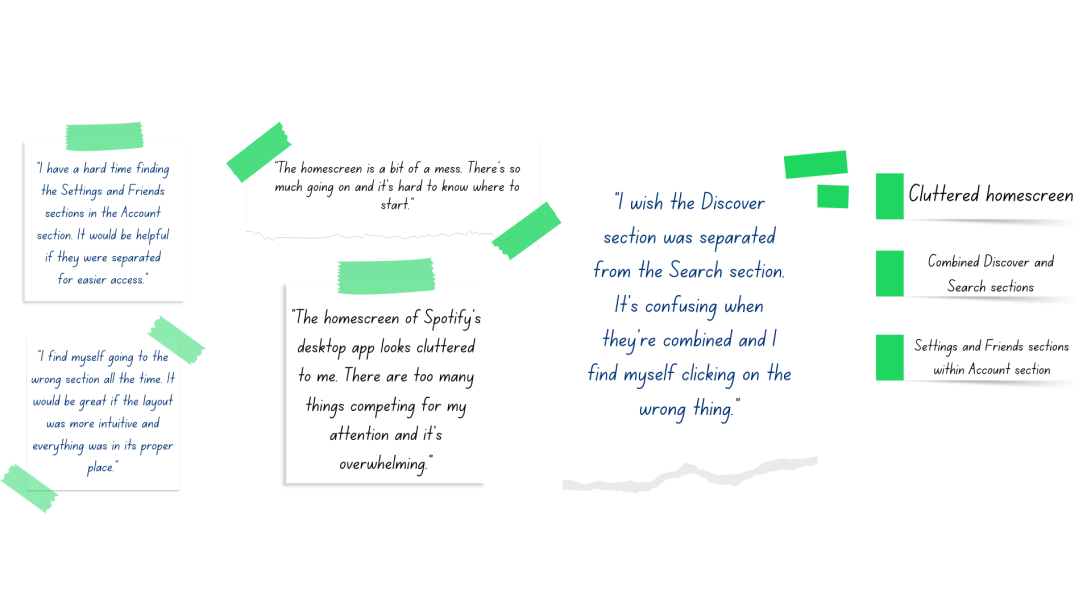 "I have a hard time finding
the Settings and Friends
sections in the Account
section. It would be helpful
if they were separated
for easier access."
"I find myself going to the
wrong section all the time. It
would be great if the layout
was more intuitive and
everything was in its proper
place."
"The homescreen is a bit of a mess. There's so
much going on and it's hard to know where to
start."
"The homescreen of Spotify's
desktop app looks cluttered
to me. There are too many
things competing for my
attention and it's
overwhelming."
"I wish the Discover
section was separated
from the Search section.
It's confusing when
they're combined and I
find myself clicking on the
wrong thing."
Cluttered homescreen
Combined Discover and
Search sections
Settings and Friends sections
within Account section